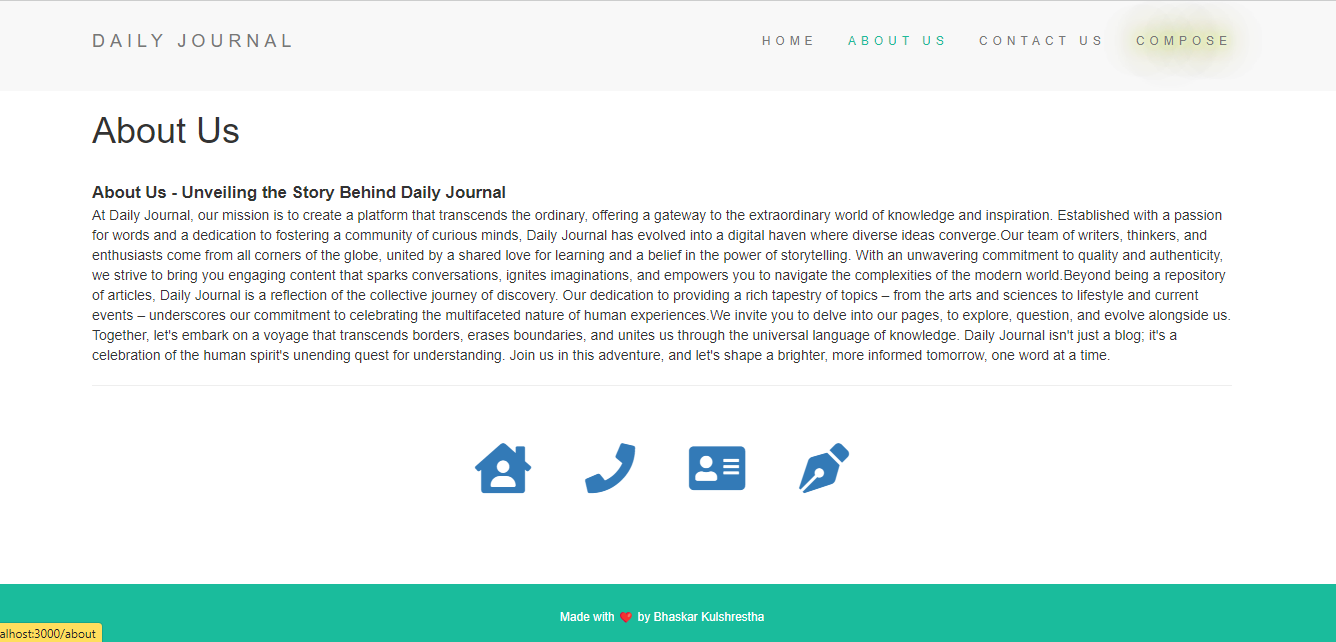 DAILY JOURNAL
HOME
ABOUT US
CONTACT US
COMPOSE
About Us
About Us - Unveiling the Story Behind Daily Journal
At Daily Journal, our mission is to create a platform that transcends the ordinary, offering a gateway to the extraordinary world of knowledge and inspiration. Established with a passion
for words and a dedication to fostering a community of curious minds, Daily Journal has evolved into a digital haven where diverse ideas converge.Our team of writers, thinkers, and
enthusiasts come from all corners of the globe, united by a shared love for learning and a belief in the power of storytelling. With an unwavering commitment to quality and authenticity,
we strive to bring you engaging content that sparks conversations, ignites imaginations, and empowers you to navigate the complexities of the modern world.Beyond being a repository
of articles, Daily Journal is a reflection of the collective journey of discovery. Our dedication to providing a rich tapestry of topics – from the arts and sciences to lifestyle and current
events – underscores our commitment to celebrating the multifaceted nature of human experiences.We invite you to delve into our pages, to explore, question, and evolve alongside us.
Together, let's embark on a voyage that transcends borders, erases boundaries, and unites us through the universal language of knowledge. Daily Journal isn't just a blog; it's a
celebration of the human spirit's unending quest for understanding. Join us in this adventure, and let's shape a brighter, more informed tomorrow, one word at a time.
Made with ❤️ by Bhaskar Kulshrestha
alhost:3000/about